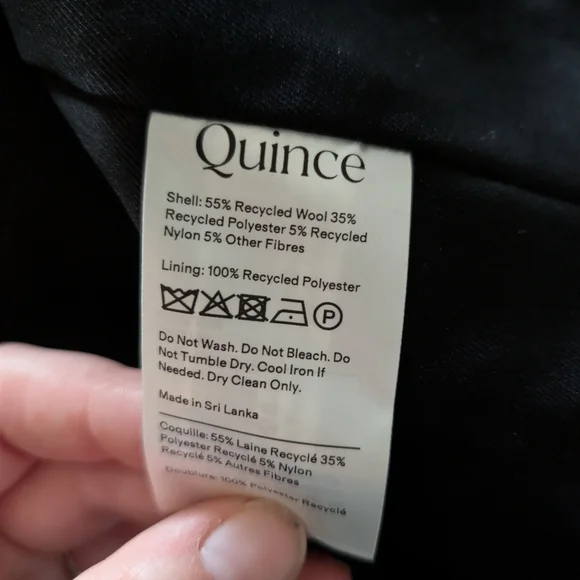 Quince
Shell: 55% Recycled Wool 35%
Recycled Polyester 5% Recycled
Nylon 5% Other Fibres
Lining: 100% Recycled Polyester
P
Do Not Wash. Do Not Bleach. Do
Not Tumble Dry. Cool Iron If
Needed. Dry Clean Only.
Made in Sri Lanka
Coquille: 55% Laine Recyclé 35%
Polyester Recyclé 5% Nylon
Recyclé 5% Autres Fibres
Doublure: 100% Polyester Recyclé